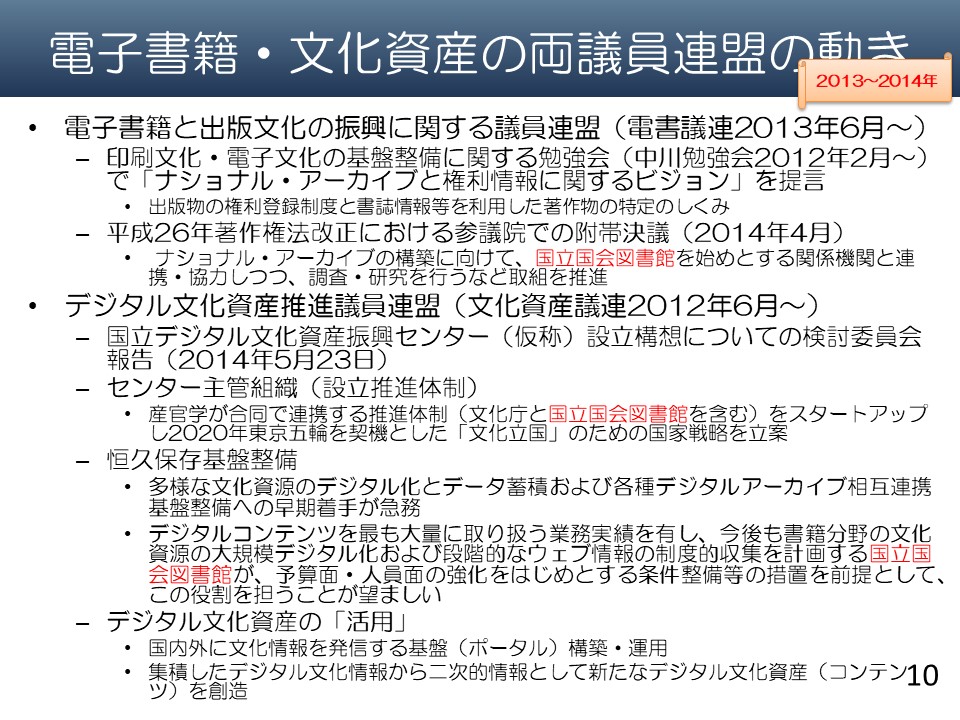 電子書籍・文化資産の両議員連盟の動き
2013～2014年
• 電子書籍と出版文化の振興に関する議員連盟（電書議連2013年6月～）
– 印刷文化・電子文化の基盤整備に関する勉強会（中川勉強会2012年2月～）
で「ナショナル・アーカイブと権利情報に関するビジョン」を提言
• 出版物の権利登録制度と書誌情報等を利用した著作物の特定のしくみ
– 平成26年著作権法改正における参議院での附帯決議（2014年4月）
• ナショナル・アーカイブの構築に向けて、国立国会図書館を始めとする関係機関と連
携・協力しつつ、調査・研究を行うなど取組を推進
• デジタル文化資産推進議員連盟（文化資産議連2012年6月～）
– 国立デジタル文化資産振興センター（仮称）設立構想についての検討委員会
報告（2014年5月23日）
– センター主管組織（設立推進体制）
• 産官学が合同で連携する推進体制（文化庁と国立国会図書館を含む）をスタートアップ
し2020年東京五輪を契機とした「文化立国」のための国家戦略を立案
– 恒久保存基盤整備
• 多様な文化資源のデジタル化とデータ蓄積および各種デジタルアーカイブ相互連携
基盤整備への早期着手が急務
• デジタルコンテンツを最も大量に取り扱う業務実績を有し、今後も書籍分野の文化
資源の大規模デジタル化および段階的なウェブ情報の制度的収集を計画する国立国
会図書館が、予算面・人員面の強化をはじめとする条件整備等の措置を前提として、
この役割を担うことが望ましい
– デジタル文化資産の「活用」
• 国内外に文化情報を発信する基盤（ポータル）構築・運用
• 集積したデジタル文化情報から二次的情報として新たなデジタル文化資産（コンテン
ツ）を創造
10